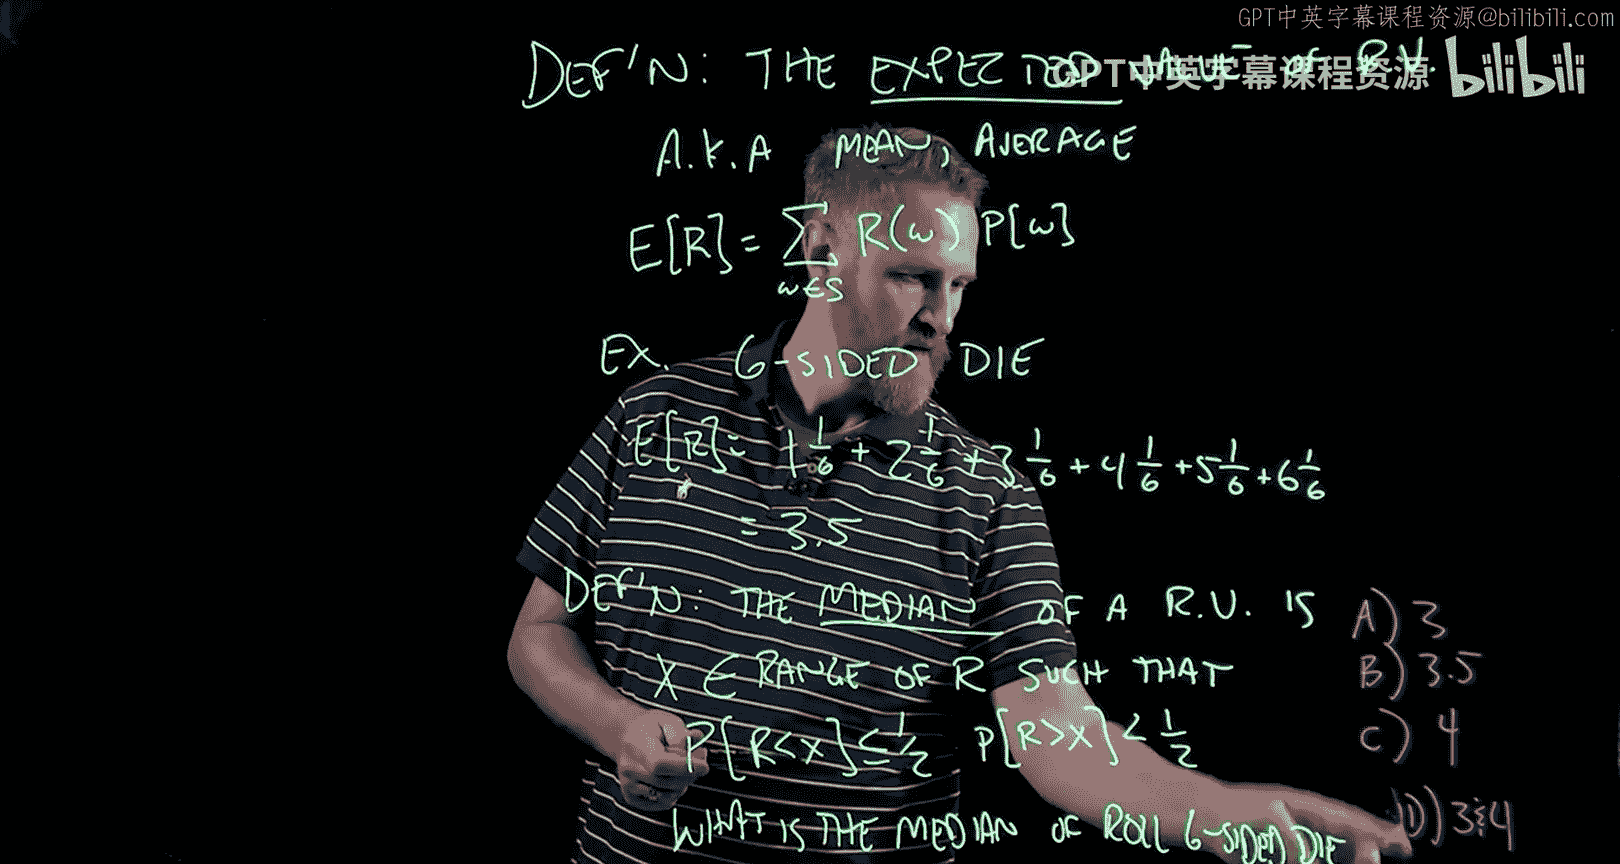 GPT中英字幕课程资源@bilibili.com
DEF'N: THE EXPECTED VALUE OF R.V.
GPT中英字幕课程资源 bilibili
A.K.A MEAN, AVERAGE
E[R] = ∑ R(ω) P[ω]
ω∈S
EX. 6-SIDED DIE
E[R] = 1 1/6 + 2 1/6 + 3 1/6 + 4 1/6 + 5 1/6 + 6 1/6
= 3.5
DEF'N: THE MEDIAN OF A R.V. IS
X ∈ RANGE OF R SUCH THAT
P[R<X] ≤ 1/2 P[R>X] < 1/2
WHAT IS THE MEDIAN OF ROLL 6-SIDED DIE
A) 3
B) 3.5
C) 4
D) 3 & 4